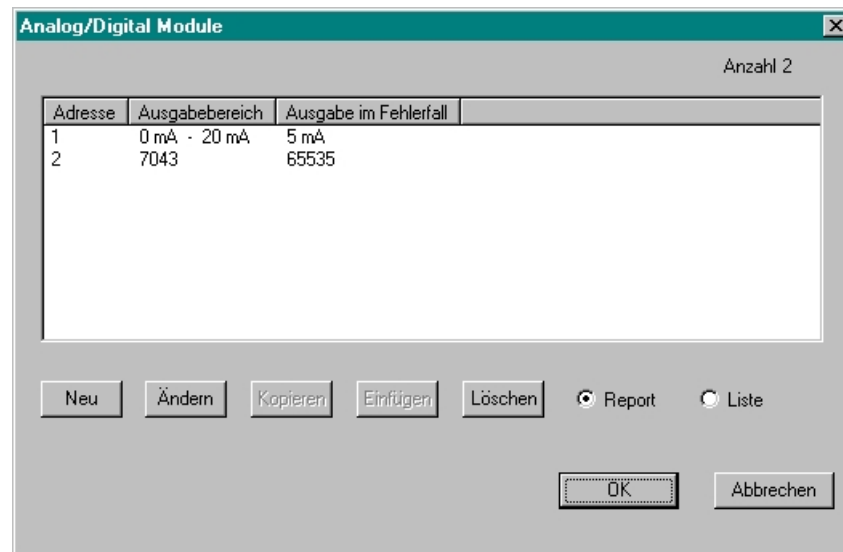 Analog/Digital Module
Anzahl 2
Adresse Ausgabebereich Ausgabe im Fehlerfall
1 0 mA - 20 mA 5 mA
2 7043 65535
Neu Ändern Kopieren Einfügen Löschen Report Liste
OK Abbrechen